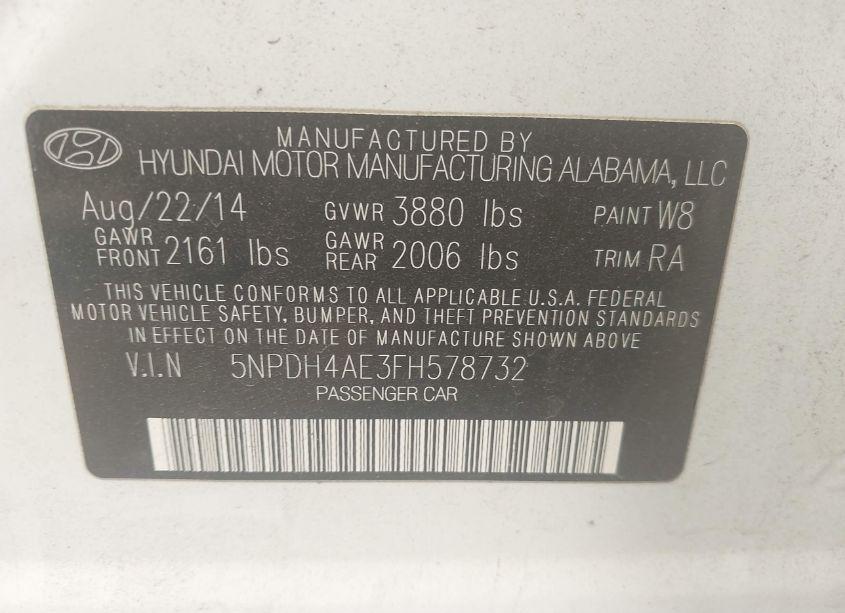 MANUFACTURED BY
HYUNDAI MOTOR MANUFACTURING ALABAMA, LLC
Aug/22/14 GVWR 3880 lbs PAINT W8
GAWR FRONT 2161 lbs GAWR REAR 2006 lbs TRIM RA
THIS VEHICLE CONFORMS TO ALL APPLICABLE U.S.A. FEDERAL
MOTOR VEHICLE SAFETY, BUMPER, AND THEFT PREVENTION STANDARDS
IN EFFECT ON THE DATE OF MANUFACTURE SHOWN ABOVE
V.I.N 5NPDH4AE3FH578732
PASSENGER CAR